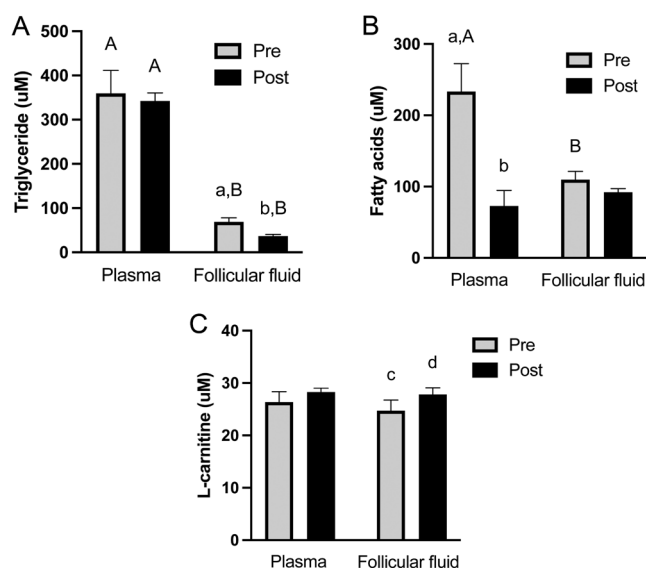 A
Triglyceride (uM)
500
400
300
200
100
0
A
A
a,B
b,B
Plasma
Follicular fluid
Pre
Post
B
Fatty acids (uM)
300
200
100
0
a,A
b
B
Plasma
Follicular fluid
Pre
Post
C
L-carnitine (uM)
40
30
20
10
0
c
d
Plasma
Follicular fluid
Pre
Post